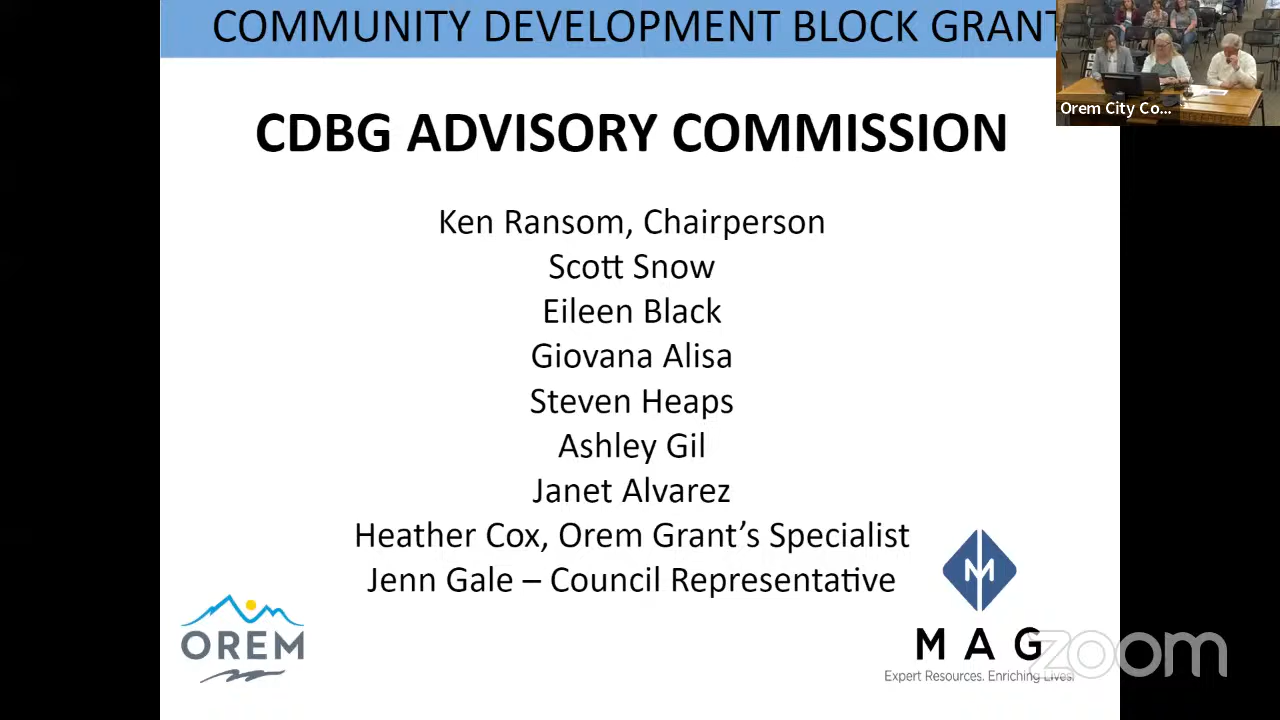 COMMUNITY DEVELOPMENT BLOCK GRANT
Orem City Co...
CDBG ADVISORY COMMISSION
Ken Ransom, Chairperson
Scott Snow
Eileen Black
Giovana Alisa
Steven Heaps
Ashley Gil
Janet Alvarez
Heather Cox, Orem Grant’s Specialist
Jenn Gale – Council Representative
OREM
M
MAG
Expert Resources. Enriching Lives.
zoom